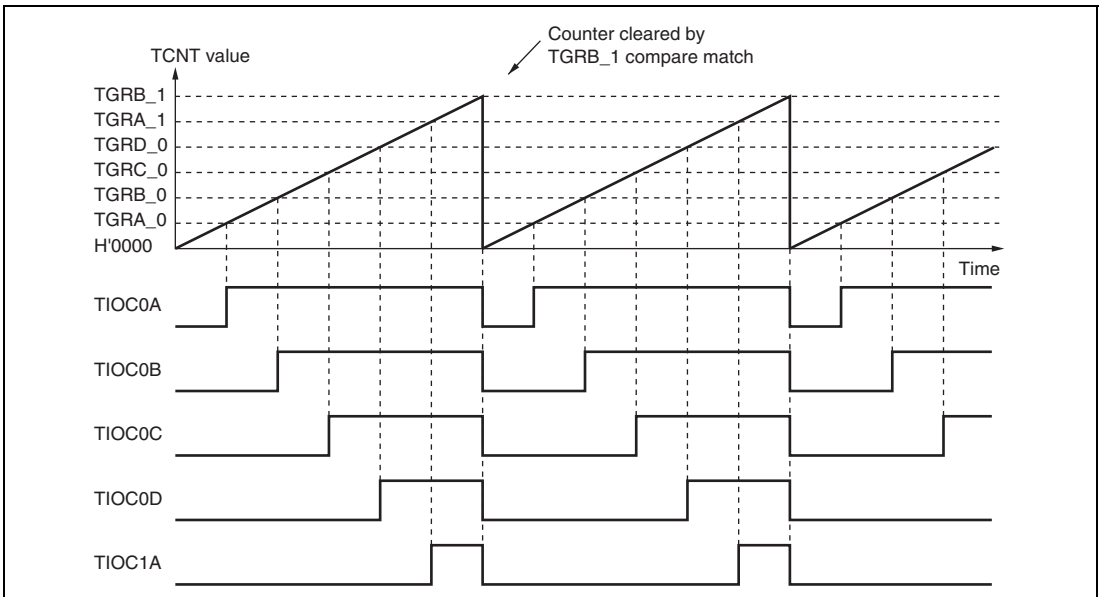 Counter cleared by
TGRB_1 compare match
TCNT value
TGRB_1
TGRA_1
TGRD_0
TGRC_0
TGRB_0
TGRA_0
H'0000
Time
TIOC0A
TIOC0B
TIOC0C
TIOC0D
TIOC1A